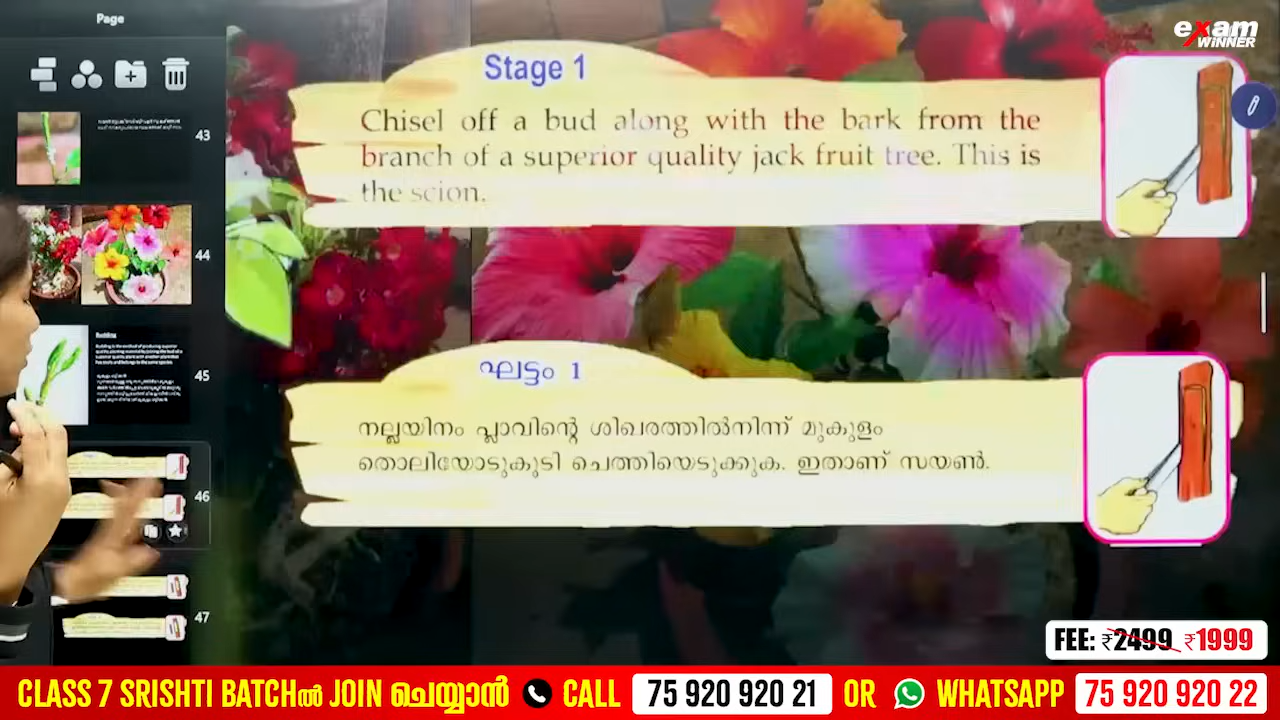 Page
exam
WINNER
Stage 1
Chisel off a bud along with the bark from the
branch of a superior quality jack fruit tree. This is
the scion.
43
44
Budding
45
ഘട്ടം 1
നല്ലയിനം പ്ലാവിന്റെ ശിഖരത്തിൽനിന്ന് മുകുളം
തൊലിയോടുകൂടി ചെത്തിയെടുക്കുക. ഇതാണ് സയൺ.
46
47
FEE: ₹2499 ₹1999
CLASS 7 SRISHTI BATCHൽ JOIN ചെയ്യാൻ CALL 75 920 920 21 OR WHATSAPP 75 920 920 22